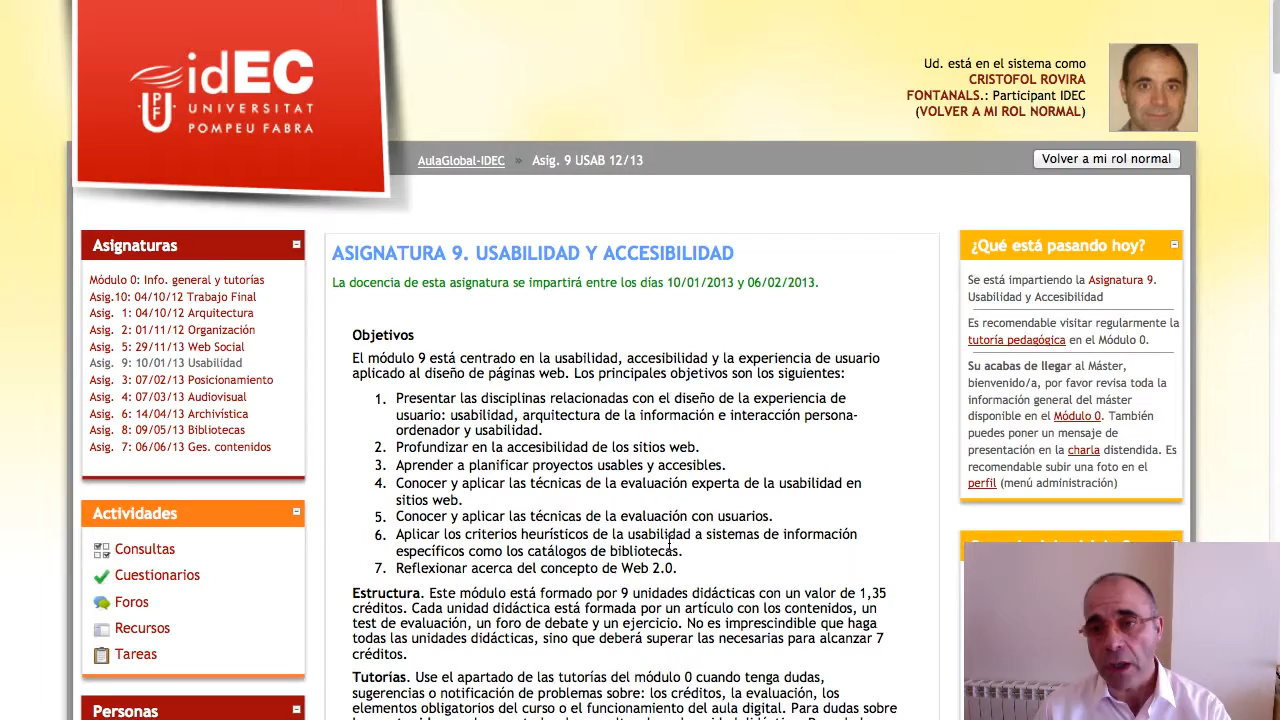 idEC
UNIVERSITAT
POMPEU FABRA
UPF
Ud. está en el sistema como
CRISTOFOL ROVIRA
FONTANALS.: Participant IDEC
(VOLVER A MI ROL NORMAL)
AulaGlobal-IDEC » Asig. 9 USAB 12/13
Volver a mi rol normal
Asignaturas
Módulo 0: Info. general y tutorías
Asig.10: 04/10/12 Trabajo Final
Asig. 1: 04/10/12 Arquitectura
Asig. 2: 01/11/12 Organización
Asig. 5: 29/11/13 Web Social
Asig. 9: 10/01/13 Usabilidad
Asig. 3: 07/02/13 Posicionamiento
Asig. 4: 07/03/13 Audiovisual
Asig. 6: 14/04/13 Archivística
Asig. 8: 09/05/13 Bibliotecas
Asig. 7: 06/06/13 Ges. contenidos
Actividades
Consultas
Cuestionarios
Foros
Recursos
Tareas
Personas
ASIGNATURA 9. USABILIDAD Y ACCESIBILIDAD
La docencia de esta asignatura se impartirá entre los días 10/01/2013 y 06/02/2013.
Objetivos
El módulo 9 está centrado en la usabilidad, accesibilidad y la experiencia de usuario
aplicado al diseño de páginas web. Los principales objetivos son los siguientes:
1. Presentar las disciplinas relacionadas con el diseño de la experiencia de
usuario: usabilidad, arquitectura de la información e interacción persona-
ordenador y usabilidad.
2. Profundizar en la accesibilidad de los sitios web.
3. Aprender a planificar proyectos usables y accesibles.
4. Conocer y aplicar las técnicas de la evaluación experta de la usabilidad en
sitios web.
5. Conocer y aplicar las técnicas de la evaluación con usuarios.
6. Aplicar los criterios heurísticos de la usabilidad a sistemas de información
específicos como los catálogos de bibliotecas.
7. Reflexionar acerca del concepto de Web 2.0.
Estructura. Este módulo está formado por 9 unidades didácticas con un valor de 1,35
créditos. Cada unidad didáctica está formada por un artículo con los contenidos, un
test de evaluación, un foro de debate y un ejercicio. No es imprescindible que haga
todas las unidades didácticas, sino que deberá superar las necesarias para alcanzar 7
créditos.
Tutorías. Use el apartado de las tutorías del módulo 0 cuando tenga dudas,
sugerencias o notificación de problemas sobre: los créditos, la evaluación, los
elementos obligatorios del curso o el funcionamiento del aula digital. Para dudas sobre
¿Qué está pasando hoy?
Se está impartiendo la Asignatura 9.
Usabilidad y Accesibilidad
Es recomendable visitar regularmente la
tutoría pedagógica en el Módulo 0.
Su acabas de llegar al Máster,
bienvenido/a, por favor revisa toda la
información general del máster
disponible en el Módulo 0. También
puedes poner un mensaje de
presentación en la charla distendida. Es
recomendable subir una foto en el
perfil (menú administración)